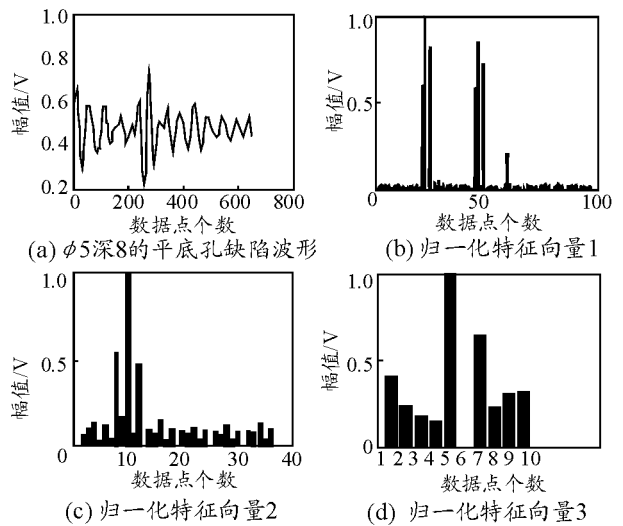 1.0
0.8
0.6
0.4
0.2
幅值/V
0 200 400 600 800
数据点个数
(a) ϕ5深8的平底孔缺陷波形
1.0
0.5
幅值/V
0 50 100
数据点个数
(b) 归一化特征向量1
1.0
0.5
0
幅值/V
10 20 30 40
数据点个数
(c) 归一化特征向量2
1.0
0.5
0
幅值/V
1 2 3 4 5 6 7 8 9 10
数据点个数
(d) 归一化特征向量3